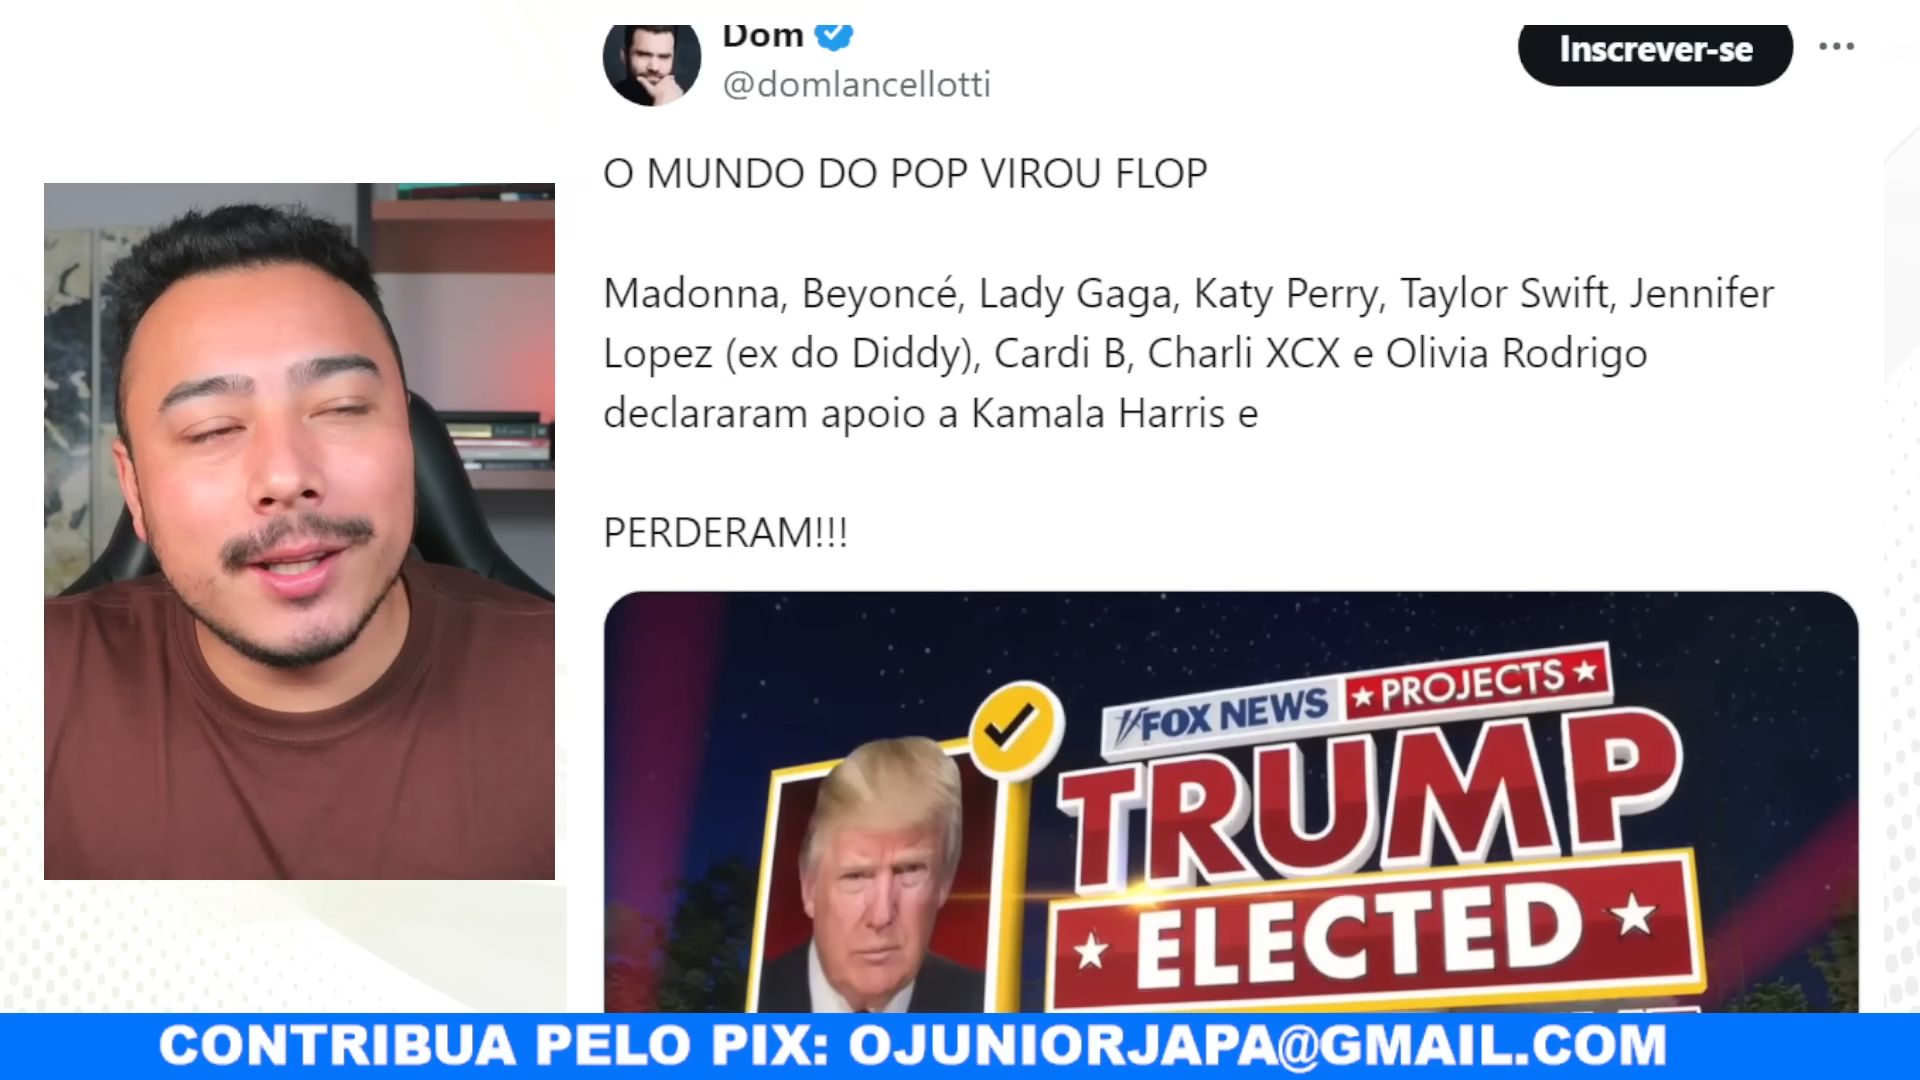 Dom
@domlancellotti
Inscrever-se
O MUNDO DO POP VIROU FLOP
Madonna, Beyoncé, Lady Gaga, Katy Perry, Taylor Swift, Jennifer
Lopez (ex do Diddy), Cardi B, Charli XCX e Olivia Rodrigo
declararam apoio a Kamala Harris e
PERDERAM!!!
FOX NEWS PROJECTS
TRUMP
ELECTED
CONTRIBUA PELO PIX: OJUNIORJAPA@GMAIL.COM